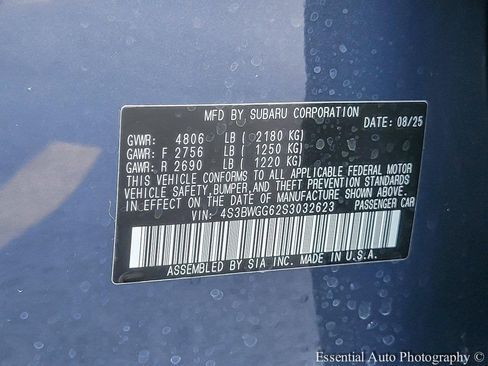 MFD BY SUBARU CORPORATION
DATE: 08/25
GVWR: 4806 LB ( 2180 KG)
GAWR: F 2756 LB ( 1250 KG)
GAWR: R 2690 LB ( 1220 KG)
THIS VEHICLE CONFORMS TO ALL APPLICABLE FEDERAL MOTOR
VEHICLE SAFETY, BUMPER, AND THEFT PREVENTION STANDARDS
IN EFFECT ON THE DATE OF MANUFACTURE SHOWN ABOVE.
VIN: 4S3BWGG62S3032623 PASSENGER CAR
ASSEMBLED BY SIA INC. MADE IN U.S.A.
Essential Auto Photography ©